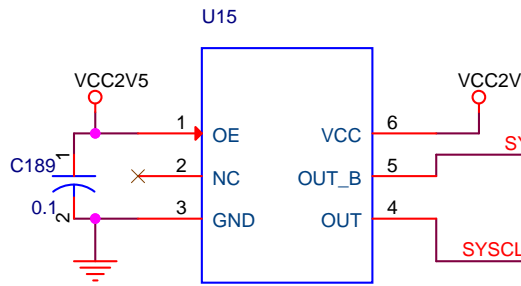 U15
VCC2V5
VCC2V
1
OE
VCC
6
C189
1
2
NC
OUT_B
5
SY
0.1
2
3
GND
OUT
4
SYSCL